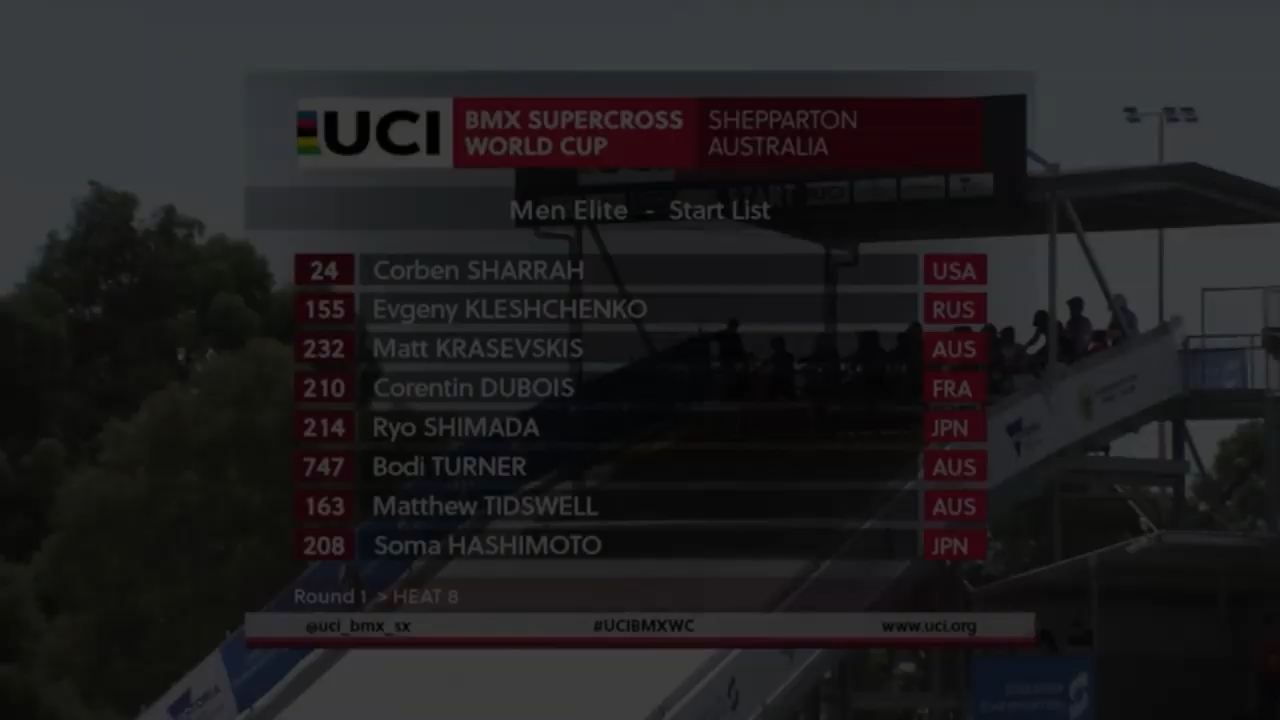 UCI
BMX SUPERCROSS
WORLD CUP
SHEPPARTON
AUSTRALIA
START
Men Elite - Start List
24 Corben SHARRAH USA
155 Evgeny KLESHCHENKO RUS
232 Matt KRASEVSKIS AUS
210 Corentin DUBOIS FRA
214 Ryo SHIMADA JPN
747 Bodi TURNER AUS
163 Matthew TIDSWELL AUS
208 Soma HASHIMOTO JPN
Round 1 > HEAT 8
@uci_bmx_sx #UCIBMXWC www.uci.org